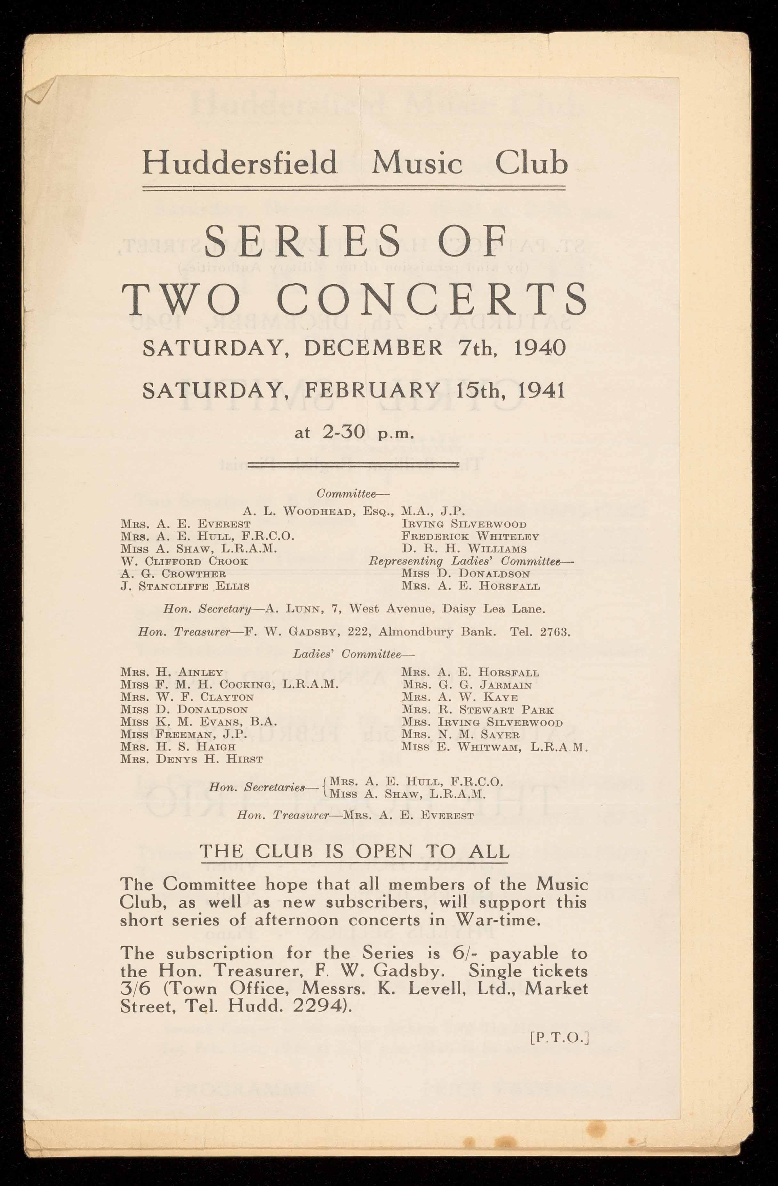 Huddersfield Music Club
SERIES OF
TWO CONCERTS
SATURDAY, DECEMBER 7th, 1940
SATURDAY, FEBRUARY 15th, 1941
at 2-30 p.m.
Committee—
A. L. Woodhead, Esq., M.A., J.P.
Mrs. A. E. Everest
Mrs. A. E. Hull, F.R.C.O.
Miss A. Shaw, L.R.A.M.
W. Clifford Crook
A. G. Crowther
J. Stancliffe Ellis
Irving Silverwood
Frederick Whiteley
D. R. H. Williams
Representing Ladies' Committee—
Miss D. Donaldson
Mrs. A. E. Horsfall
Hon. Secretary—A. Lunn, 7, West Avenue, Daisy Lea Lane.
Hon. Treasurer—F. W. Gadsby, 222, Almondbury Bank. Tel. 2763.
Ladies' Committee—
Mrs. H. Ainley
Miss F. M. H. Cocking, L.R.A.M.
Mrs. W. F. Clayton
Miss D. Donaldson
Miss K. M. Evans, B.A.
Miss Freeman, J.P.
Mrs. H. S. Haigh
Mrs. Denys H. Hirst
Mrs. A. E. Horsfall
Mrs. G. G. Jarmain
Mrs. A. W. Kaye
Mrs. R. Stewart Park
Mrs. Irving Silverwood
Mrs. N. M. Sayer
Miss E. Whitwam, L.R.A.M.
Hon. Secretaries— { Mrs. A. E. Hull, F.R.C.O.
Miss A. Shaw, L.R.A.M.
Hon. Treasurer—Mrs. A. E. Everest
THE CLUB IS OPEN TO ALL
The Committee hope that all members of the Music
Club, as well as new subscribers, will support this
short series of afternoon concerts in War-time.
The subscription for the Series is 6/- payable to
the Hon. Treasurer, F. W. Gadsby. Single tickets
3/6 (Town Office, Messrs. K. Levell, Ltd., Market
Street, Tel. Hudd. 2294).
[P.T.O.]